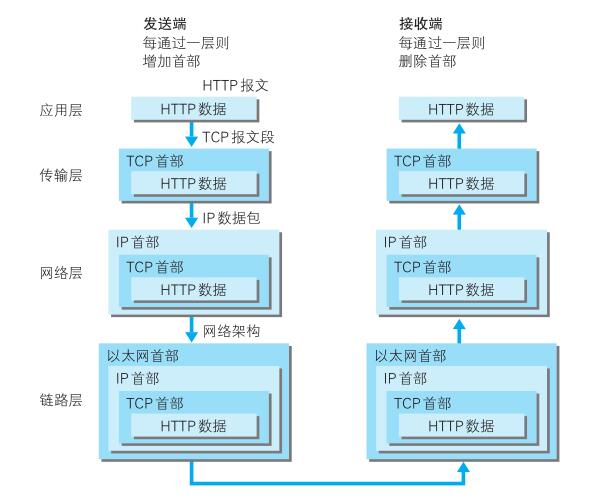 发送端
每通过一层则
增加首部
接收端
每通过一层则
删除首部
HTTP 报文
应用层
HTTP 数据
HTTP 数据
TCP 报文段
传输层
TCP 首部
HTTP 数据
TCP 首部
HTTP 数据
IP 数据包
网络层
IP 首部
TCP 首部
HTTP 数据
IP 首部
TCP 首部
HTTP 数据
网络架构
链路层
以太网首部
IP 首部
TCP 首部
HTTP 数据
以太网首部
IP 首部
TCP 首部
HTTP 数据